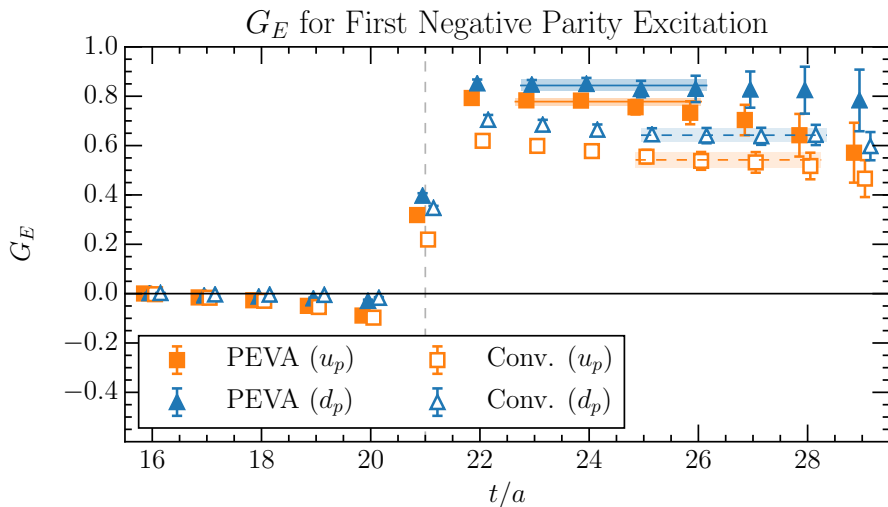 G_E for First Negative Parity Excitation
1.0
0.8
0.6
0.4
0.2
0.0
−0.2
−0.4
G_E
PEVA (u_p) Conv. (u_p)
PEVA (d_p) Conv. (d_p)
16 18 20 22 24 26 28
t/a